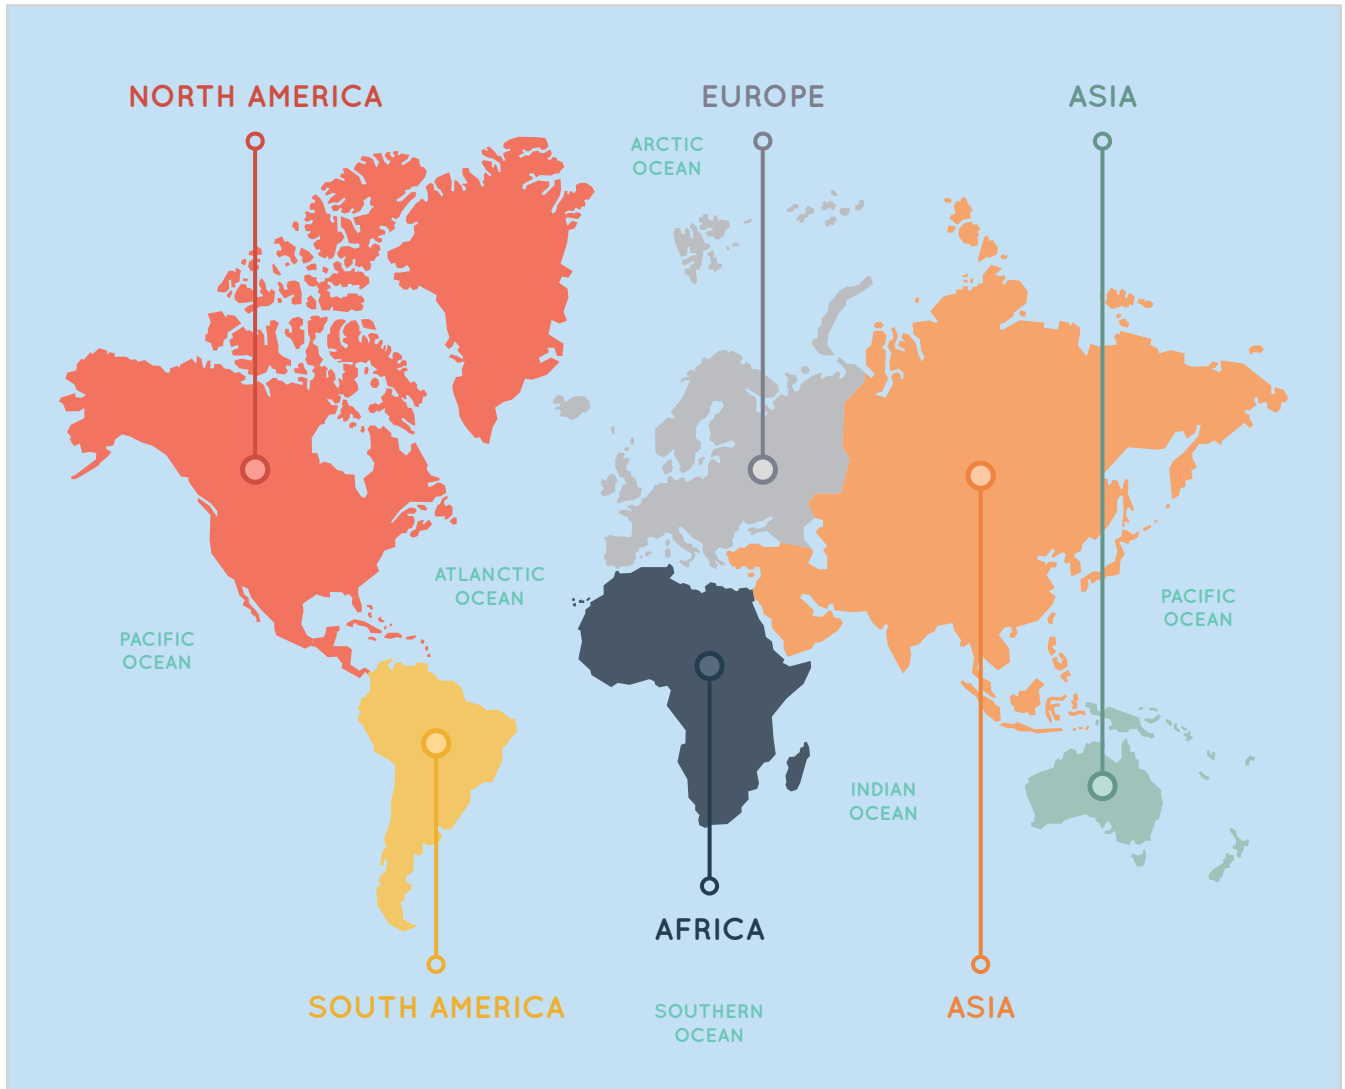 NORTH AMERICA
EUROPE
ASIA
ARCTIC
OCEAN
ATLANCTIC
OCEAN
PACIFIC
OCEAN
PACIFIC
OCEAN
INDIAN
OCEAN
AFRICA
SOUTH AMERICA
SOUTHERN
OCEAN
ASIA